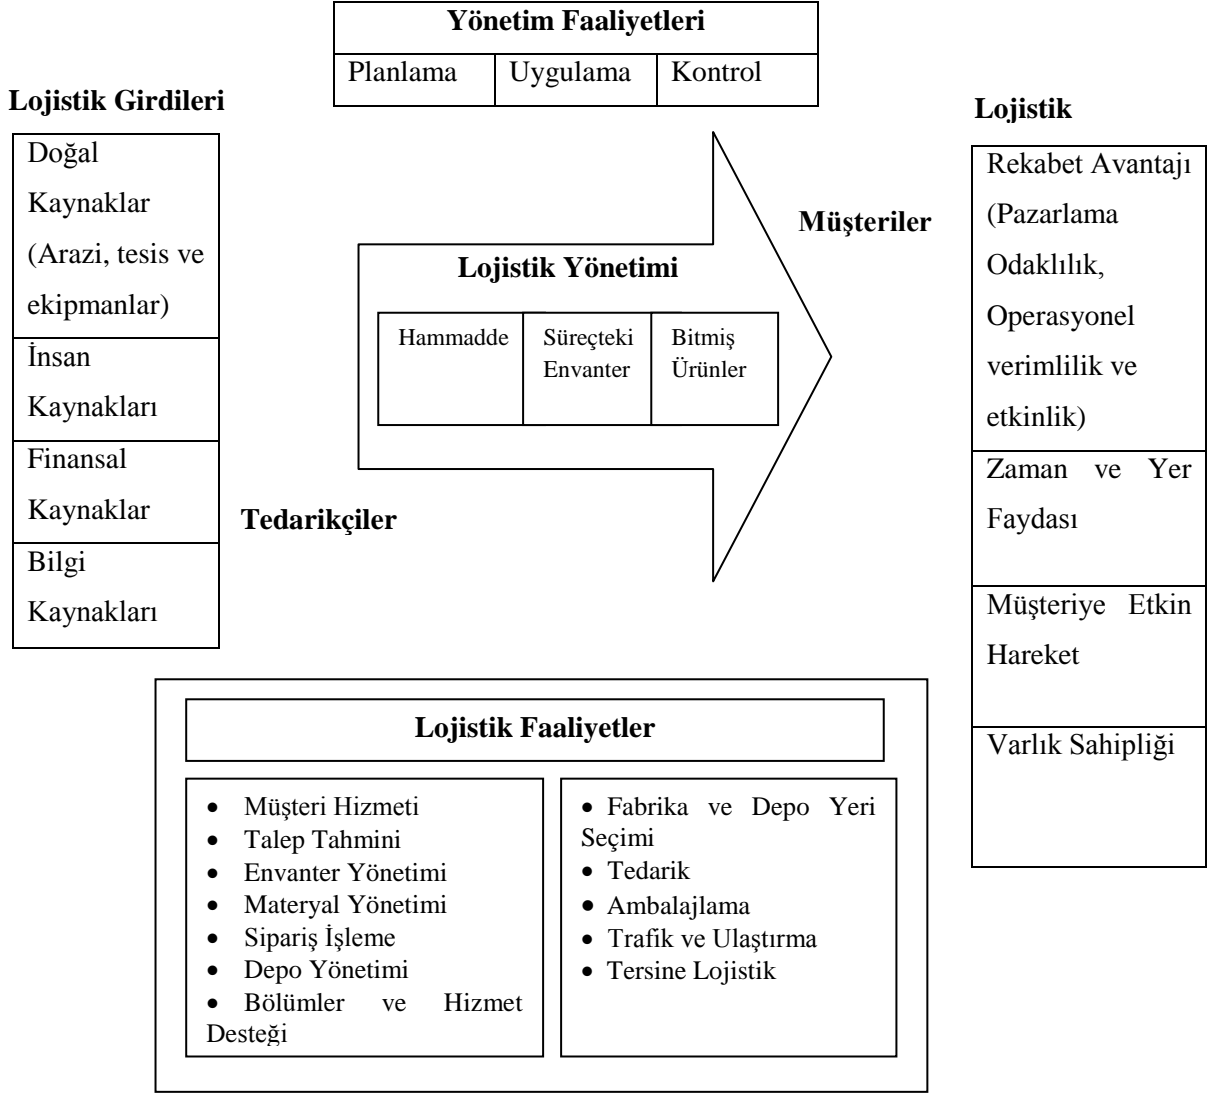 Yönetim Faaliyetleri
Planlama Uygulama Kontrol
Lojistik Girdileri
Doğal
Kaynaklar
(Arazi, tesis ve
ekipmanlar)
İnsan
Kaynakları
Finansal
Kaynaklar
Bilgi
Kaynakları
Tedarikçiler
Lojistik Yönetimi
Hammadde
Süreçteki
Envanter
Bitmiş
Ürünler
Müşteriler
Lojistik
Rekabet Avantajı
(Pazarlama
Odaklılık,
Operasyonel
verimlilik ve
etkinlik)
Zaman ve Yer
Faydası
Müşteriye Etkin
Hareket
Varlık Sahipliği
Lojistik Faaliyetler
• Müşteri Hizmeti
• Talep Tahmini
• Envanter Yönetimi
• Materyal Yönetimi
• Sipariş İşleme
• Depo Yönetimi
• Bölümler ve Hizmet
Desteği
• Fabrika ve Depo Yeri
Seçimi
• Tedarik
• Ambalajlama
• Trafik ve Ulaştırma
• Tersine Lojistik